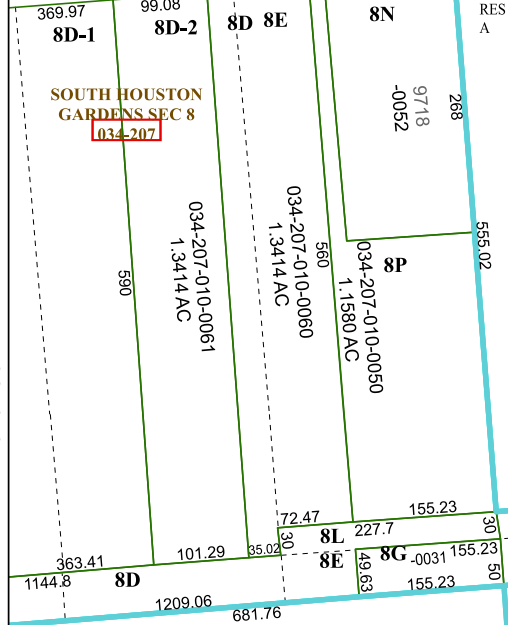 369.97
99.08
8D-1
8D-2
8D
8E
8N
RES
A
SOUTH HOUSTON
GARDENS SEC 8
034-207
9718
-0052
268
555.02
590
034-207-010-0061
1.3414 AC
034-207-010-0060
1.3414 AC
560
034-207-010-0050
1.1580 AC
8P
72.47
155.23
8L
227.7
30
30
35.02
101.29
363.41
8E
8G
-0031
155.23
49.63
50
1144.8
8D
155.23
1209.06
681.76